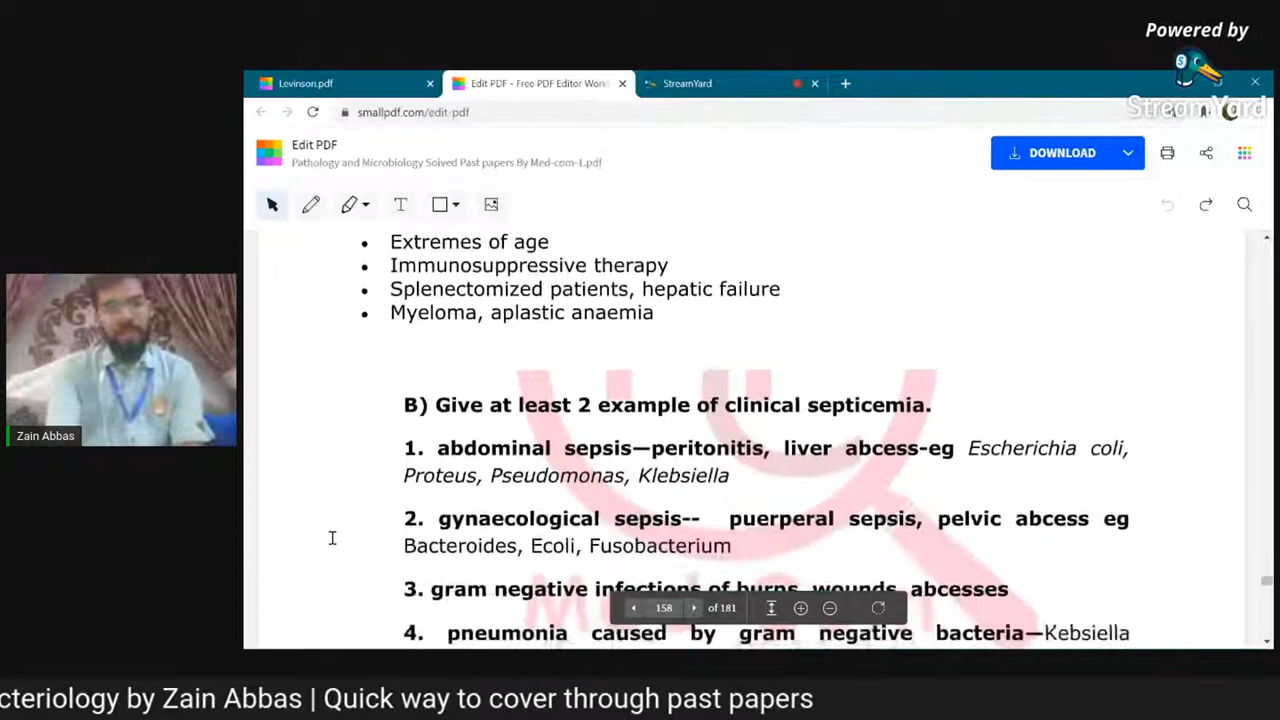 Powered by
StreamYard
Levinson.pdf
Edit PDF - Free PDF Editor Work
StreamYard
smallpdf.com/edit-pdf
Edit PDF
Pathology and Microbiology Solved Past papers By Med-com-1.pdf
DOWNLOAD
Extremes of age
Immunosuppressive therapy
Splenectomized patients, hepatic failure
Myeloma, aplastic anaemia
B) Give at least 2 example of clinical septicemia.
1. abdominal sepsis—peritonitis, liver abcess-eg Escherichia coli,
Proteus, Pseudomonas, Klebsiella
2. gynaecological sepsis-- puerperal sepsis, pelvic abcess eg
Bacteroides, Ecoli, Fusobacterium
3. gram negative infections of burns, wounds, abcesses
158 of 181
4. pneumonia caused by gram negative bacteria—Kebsiella
Zain Abbas
cteriology by Zain Abbas | Quick way to cover through past papers